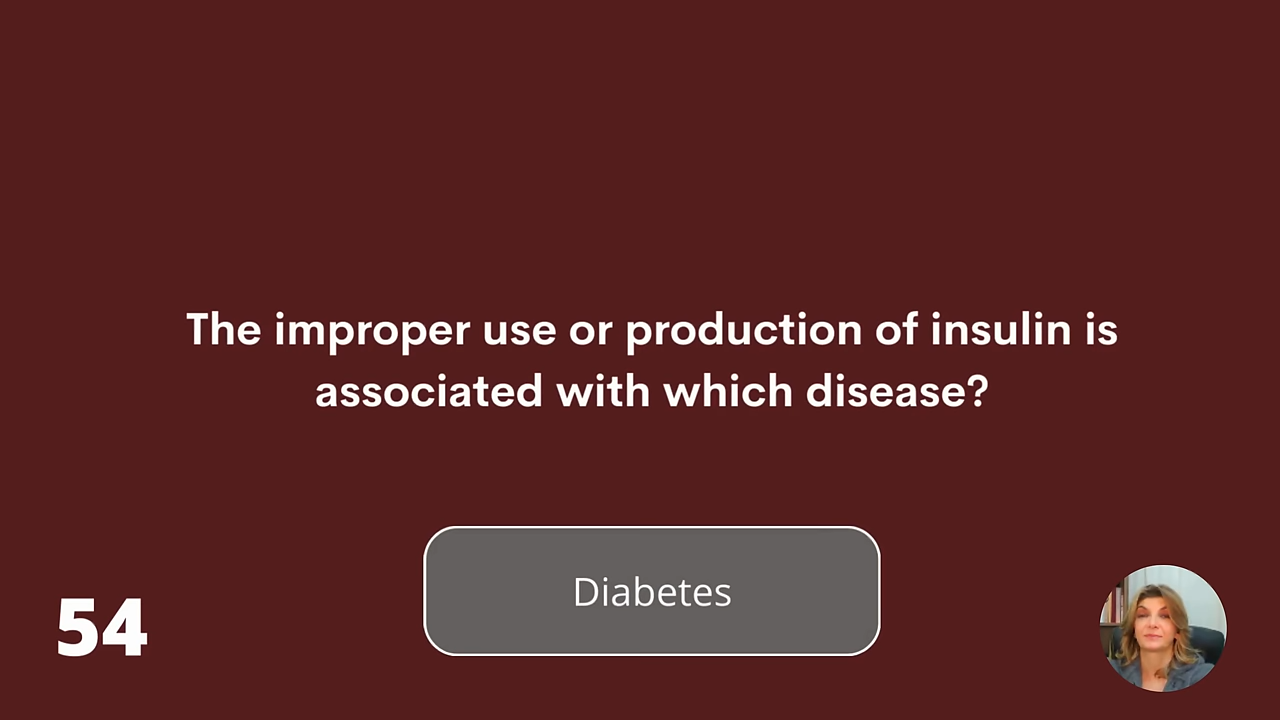 The improper use or production of insulin is
associated with which disease?
Diabetes
54